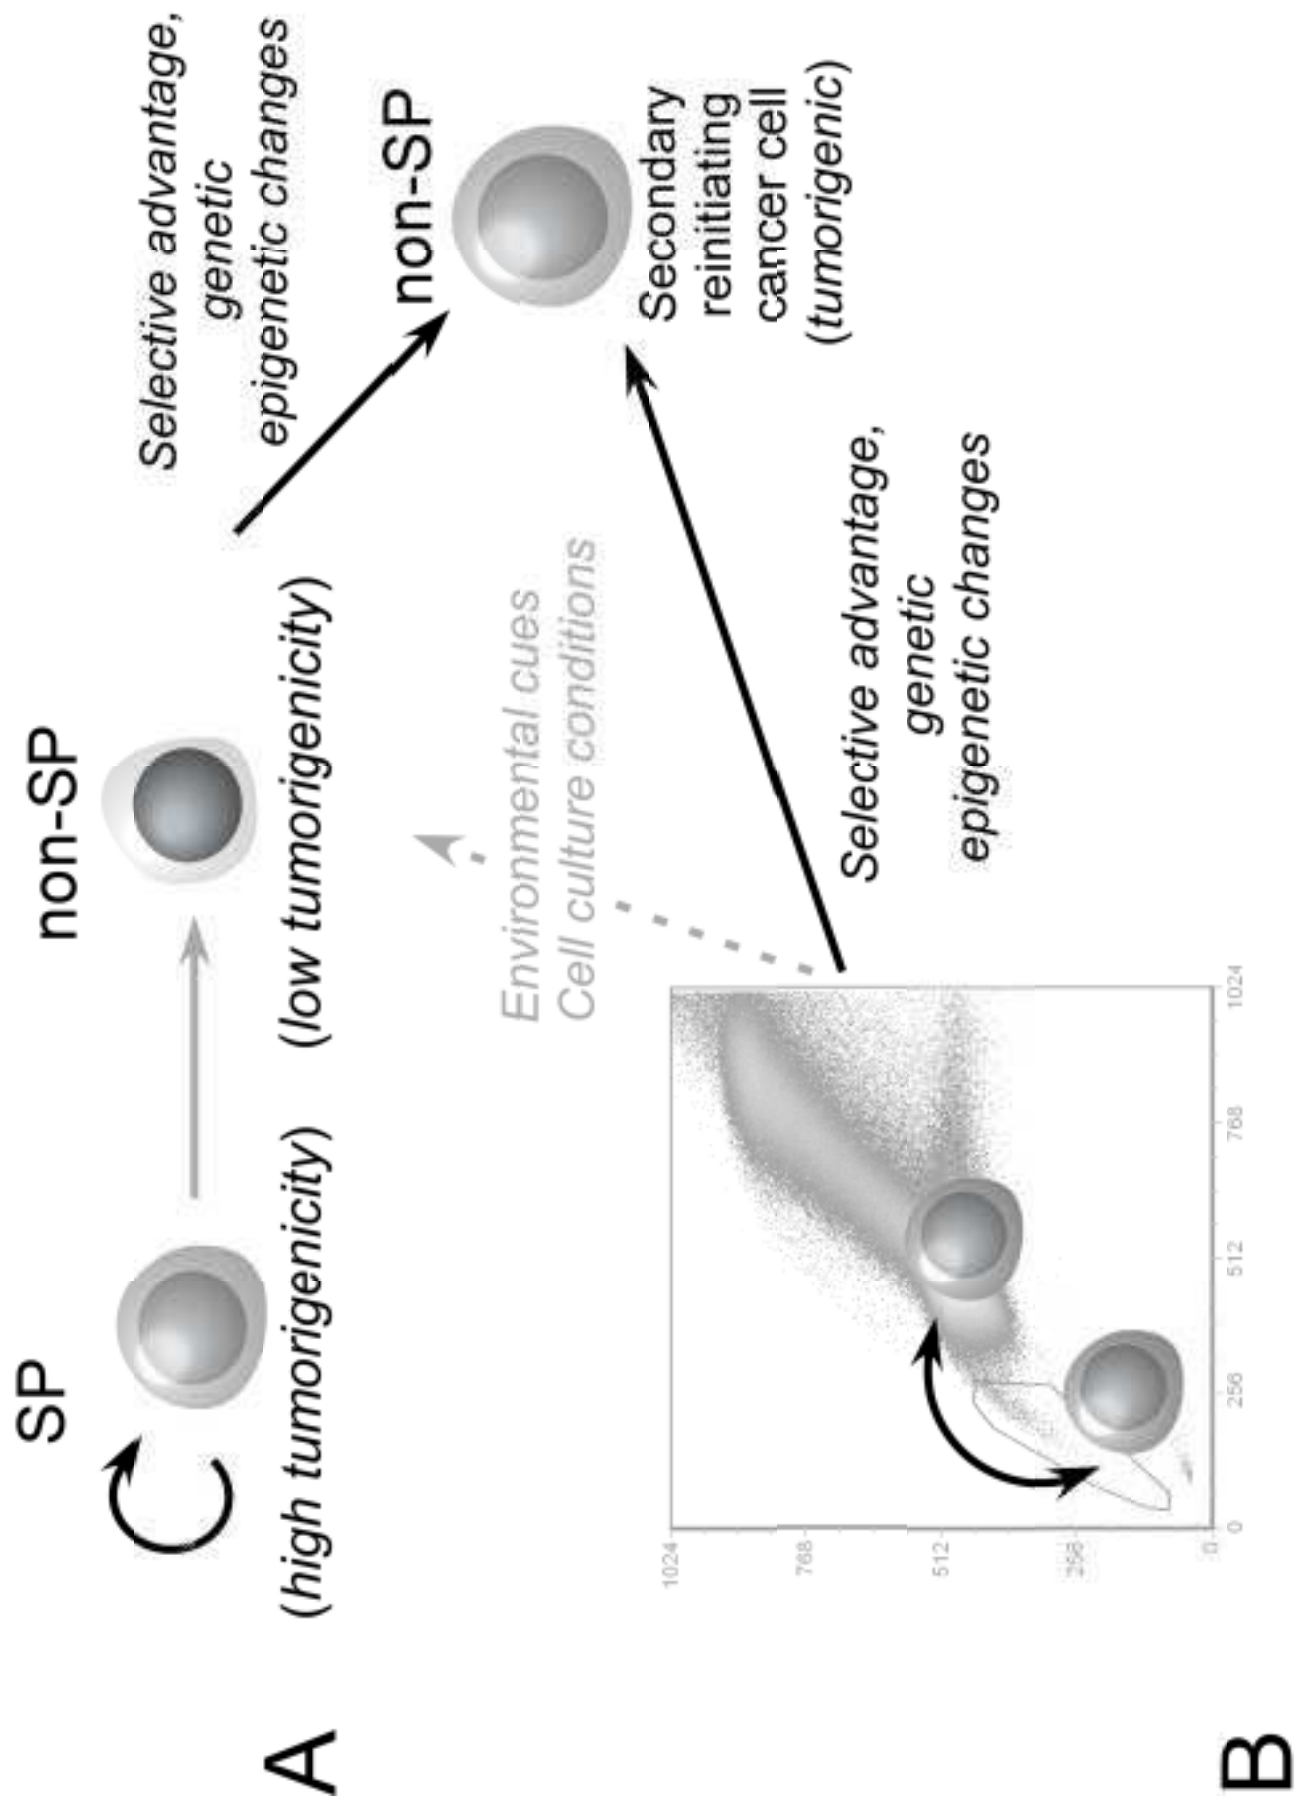 SP
non-SP
(high tumorigenicity)
(low tumorigenicity)
Selective advantage,
genetic
epigenetic changes
A
non-SP
Environmental cues
Cell culture conditions
Secondary
reinitiating
cancer cell
(tumorigenic)
1024
768
512
256
0
0
256
512
768
1024
Selective advantage,
genetic
epigenetic changes
B